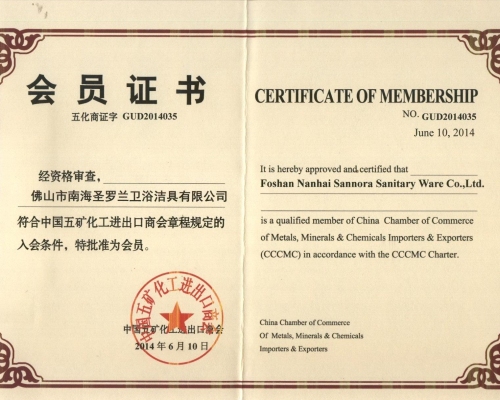 会员证书
五化商证字 GUD2014035
经资格审查，
佛山市南海圣罗兰卫浴洁具有限公司
符合中国五矿化工进出口商会章程规定的
入会条件，特批准为会员。
中国五矿化工进出口商会
中国五矿化工进出口商会
2014年6月10日
CERTIFICATE OF MEMBERSHIP
NO. GUD2014035
June 10, 2014
It is hereby approved and certified that
Foshan Nanhai Sannora Sanitary Ware Co.,Ltd.
is a qualified member of China Chamber of Commerce
of Metals, Minerals & Chemicals Importers & Exporters
(CCCMC) in accordance with the CCCMC Charter.
China Chamber of Commerce
Of Metals, Minerals & Chemicals
Importers & Exporters